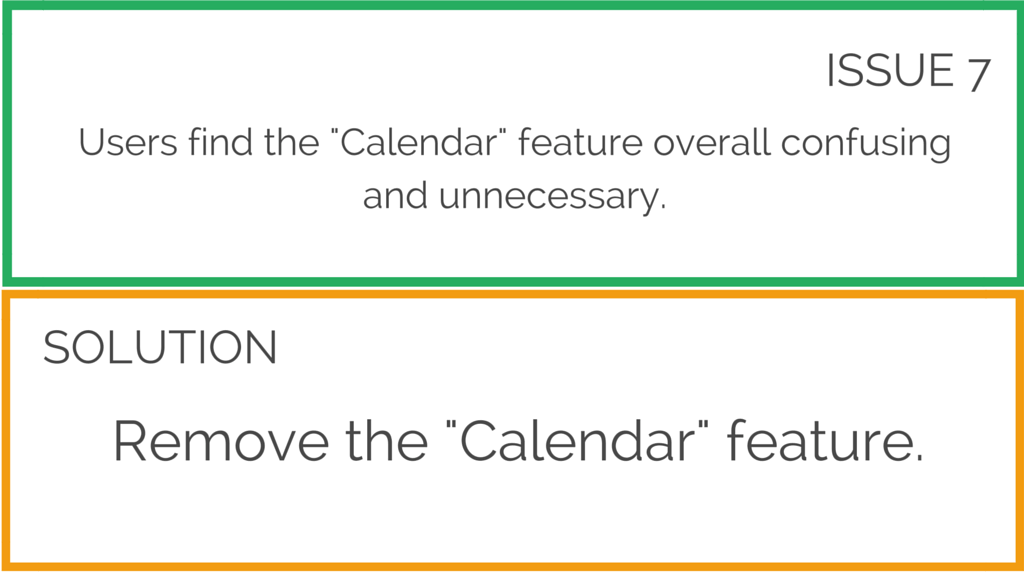 ISSUE 7
Users find the "Calendar" feature overall confusing
and unnecessary.
SOLUTION
Remove the "Calendar" feature.